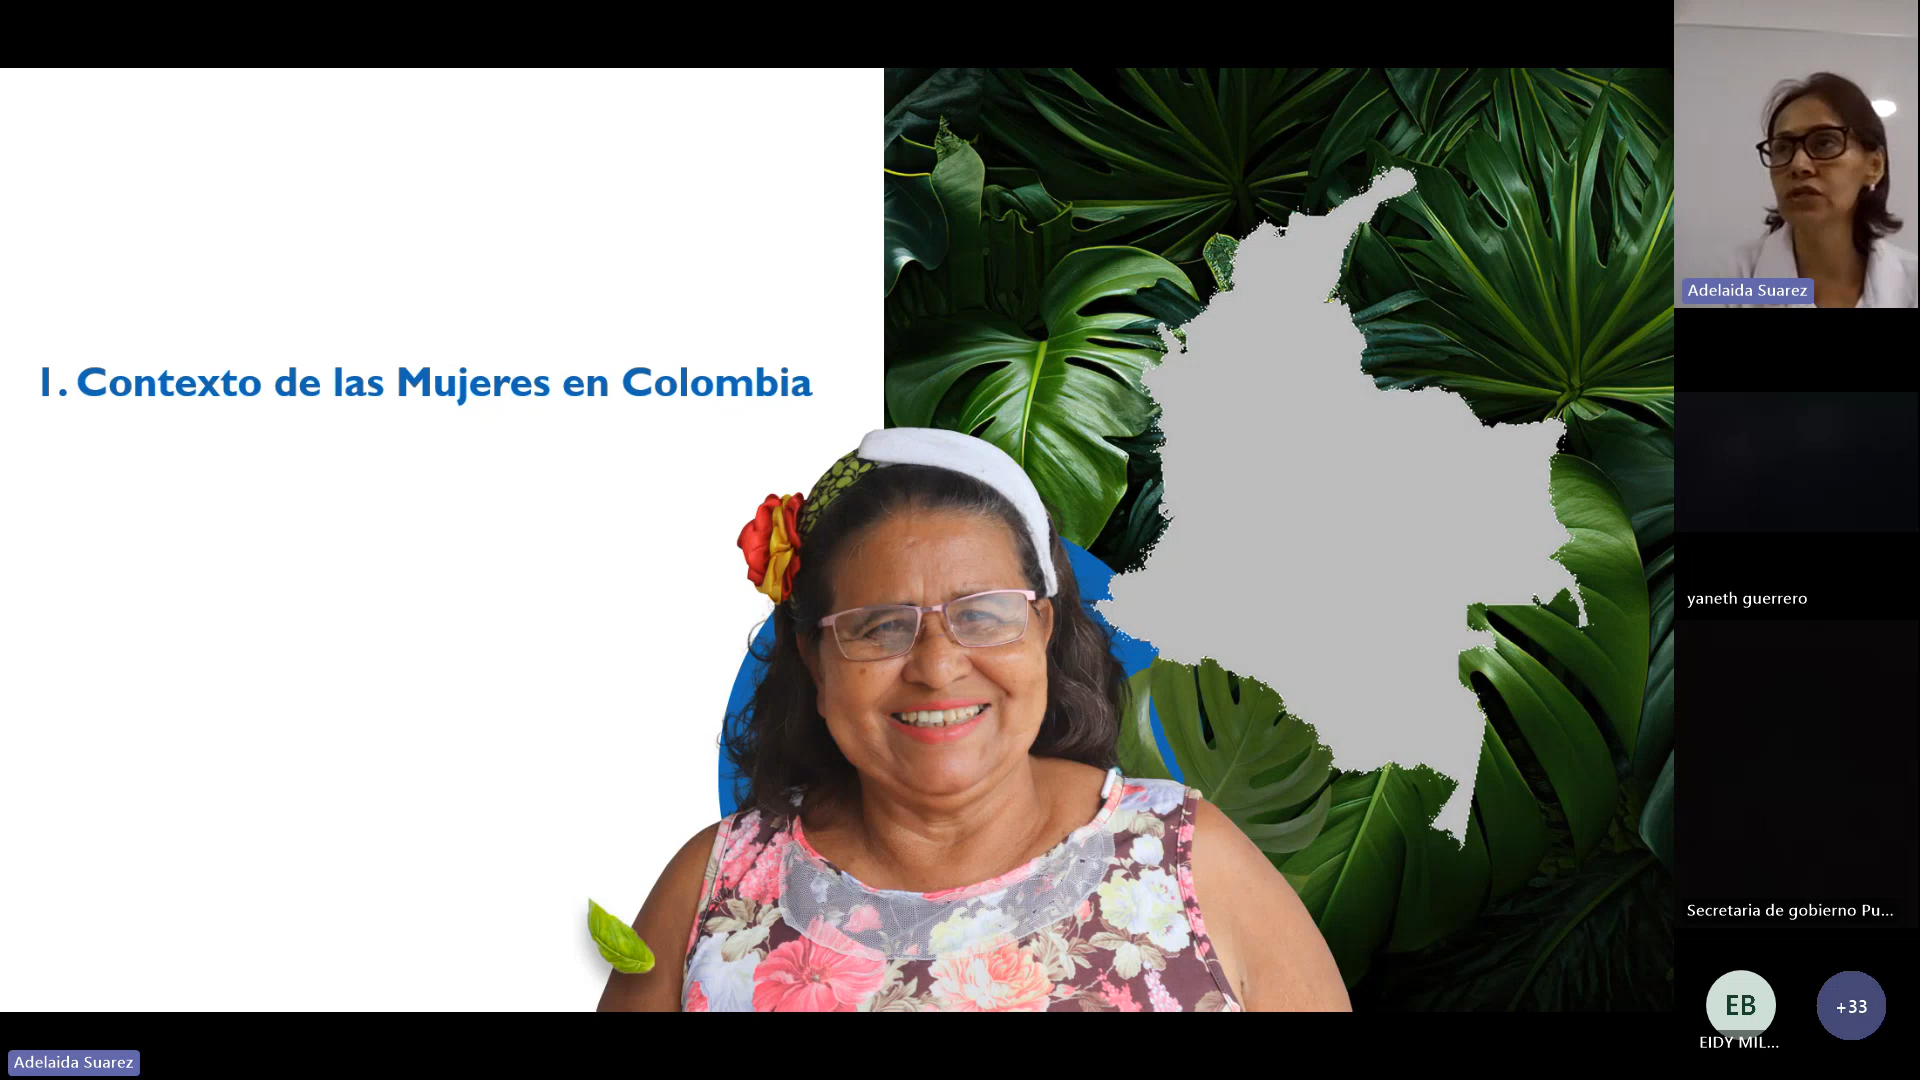 1. Contexto de las Mujeres en Colombia
Adelaida Suarez
yaneth guerrero
Secretaria de gobierno Pu...
EB
EIDY MIL...
+33
Adelaida Suarez